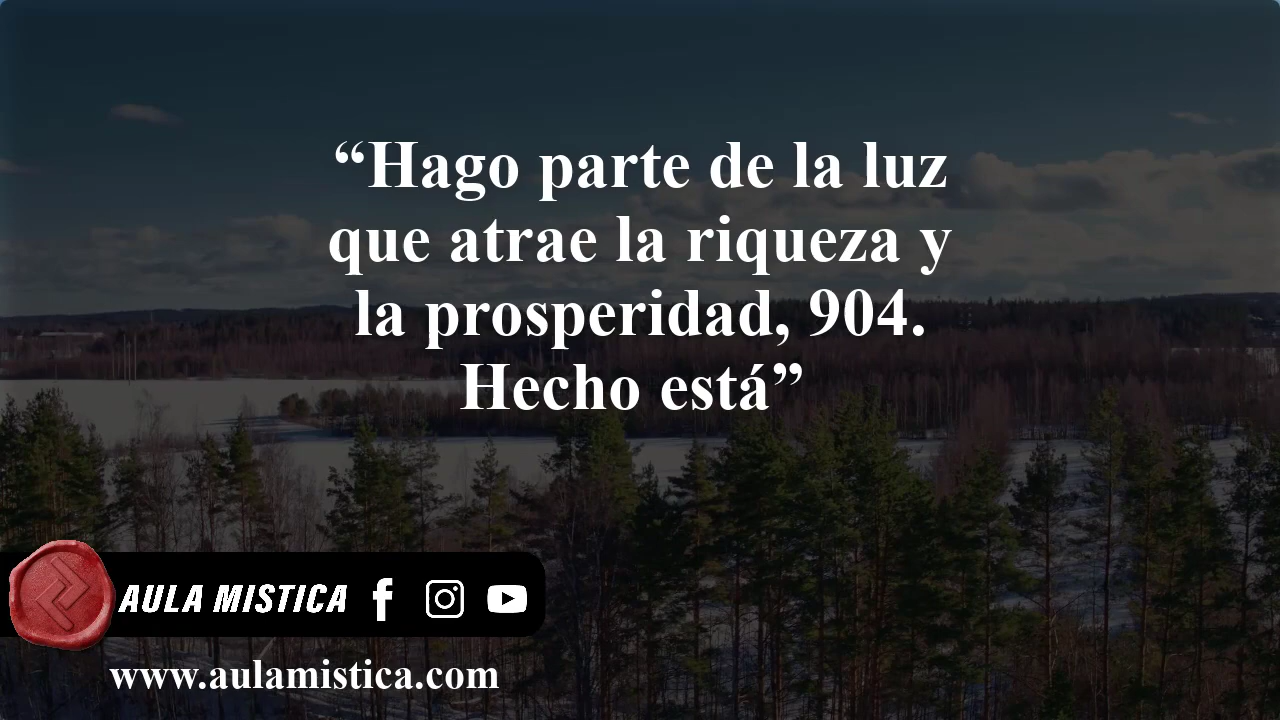 “Hago parte de la luz
que atrae la riqueza y
la prosperidad, 904.
Hecho está”
AULA MISTICA
www.aulamistica.com